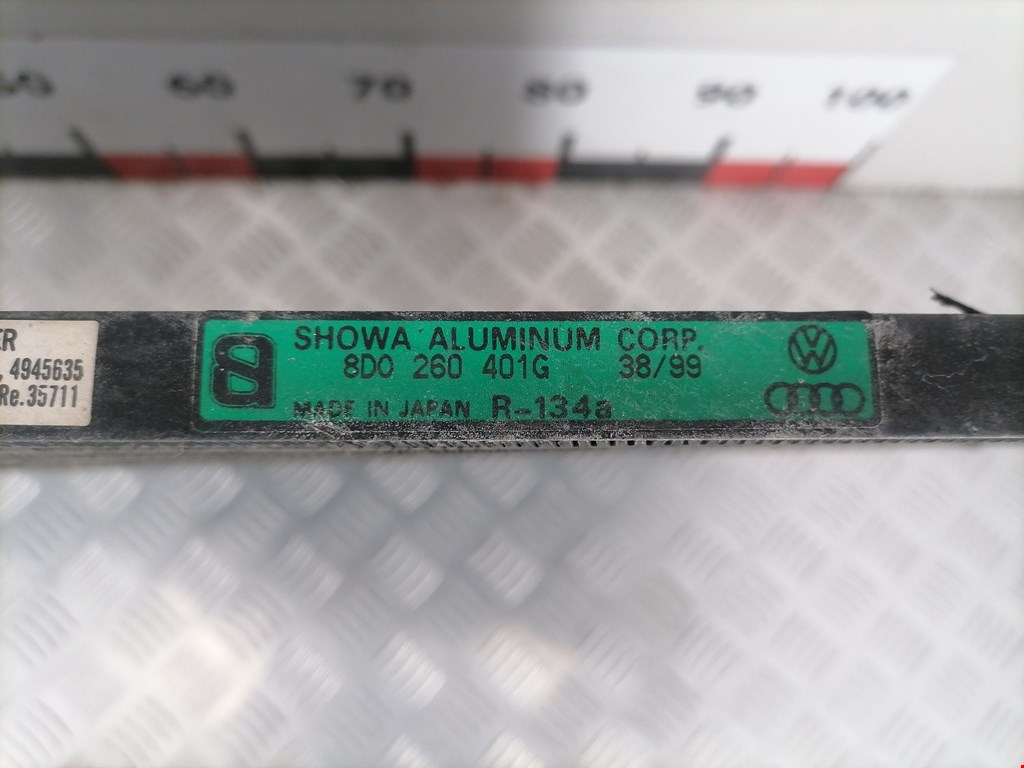 60 70 80 90 100
ER
4945635
Re.35711
SHOWA ALUMINUM CORP.
8D0 260 401G 38/99
MADE IN JAPAN R-134a